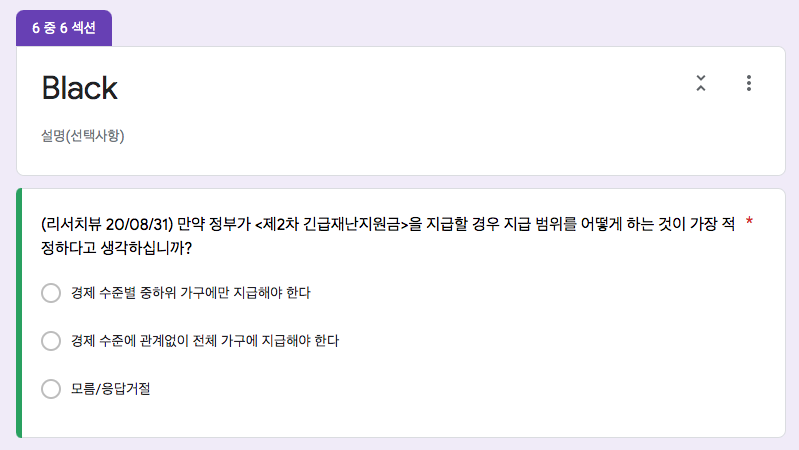 6 중 6 섹션
Black
설명(선택사항)
(리서치뷰 20/08/31) 만약 정부가 <제2차 긴급재난지원금>을 지급할 경우 지급 범위를 어떻게 하는 것이 가장 적 *
정하다고 생각하십니까?
경제 수준별 중하위 가구에만 지급해야 한다
경제 수준에 관계없이 전체 가구에 지급해야 한다
모름/응답거절